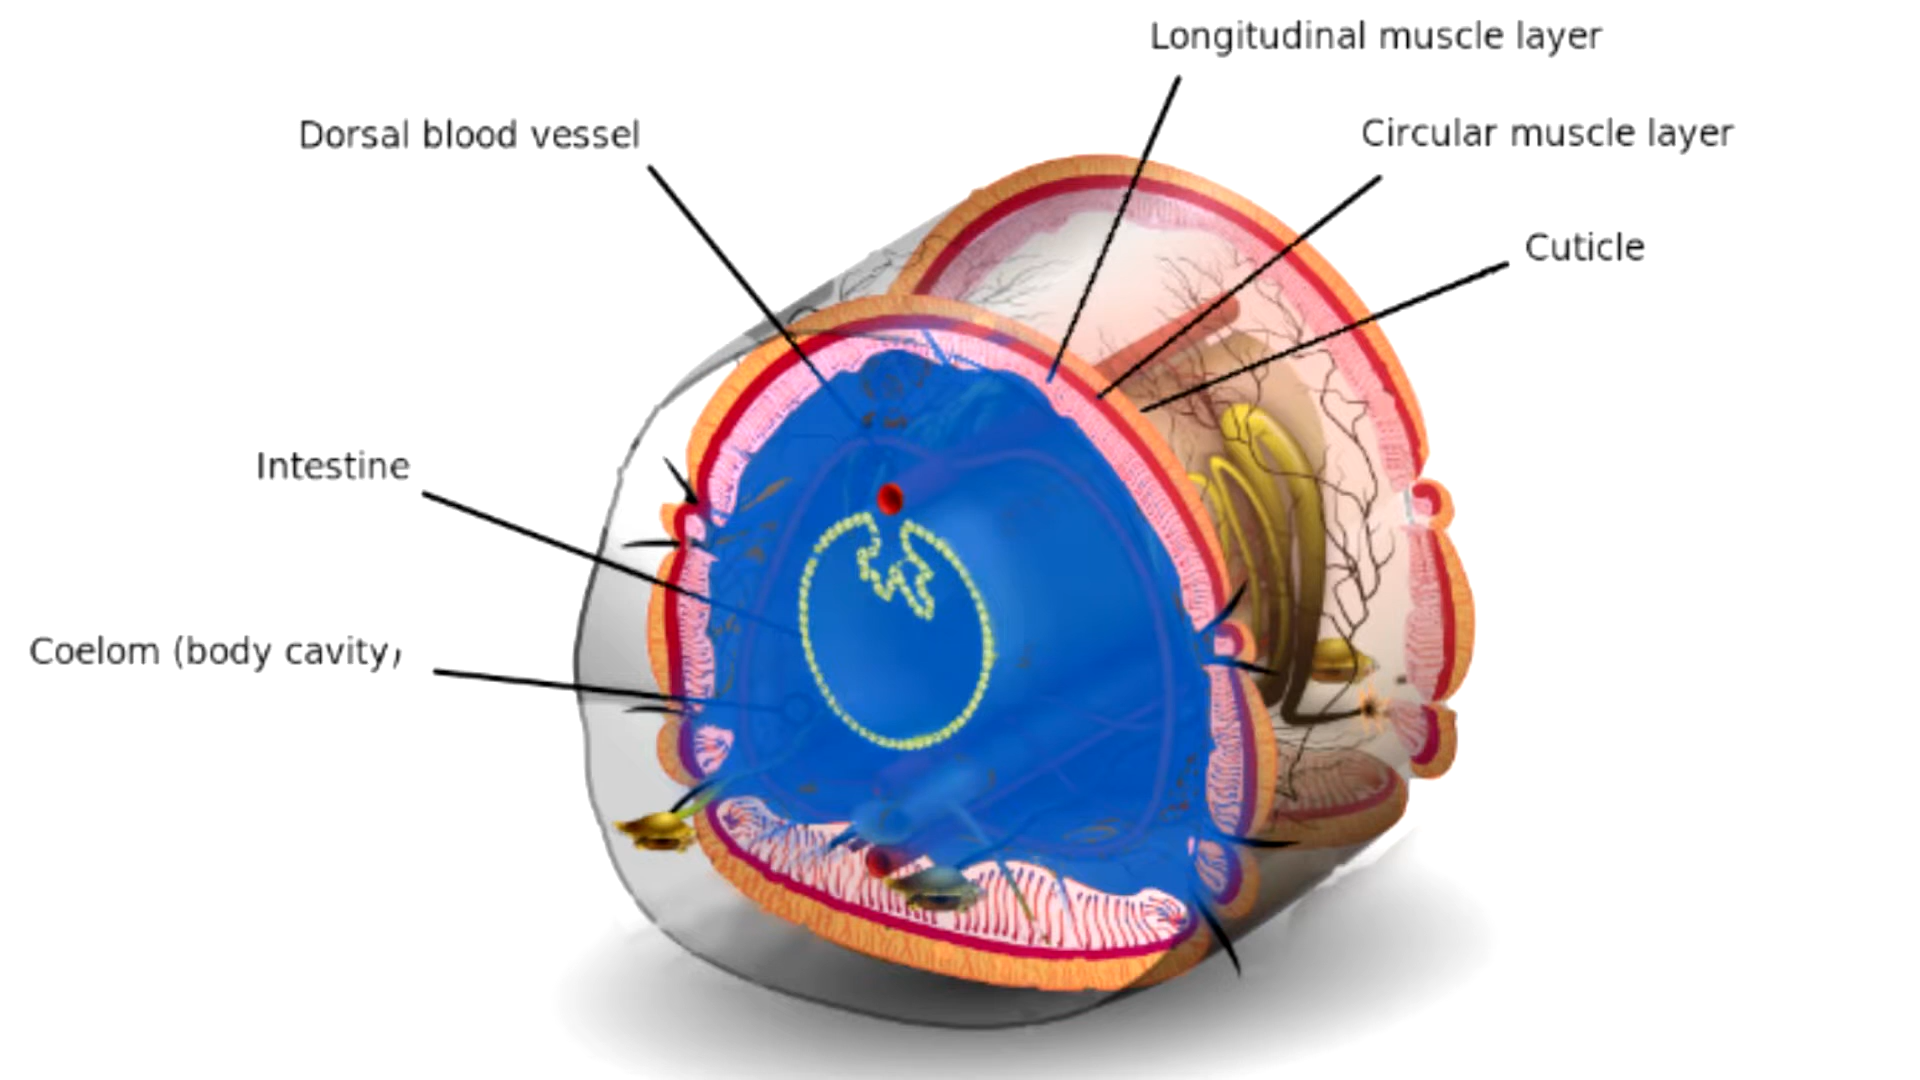 Longitudinal muscle layer
Dorsal blood vessel
Circular muscle layer
Cuticle
Intestine
Coelom (body cavity)